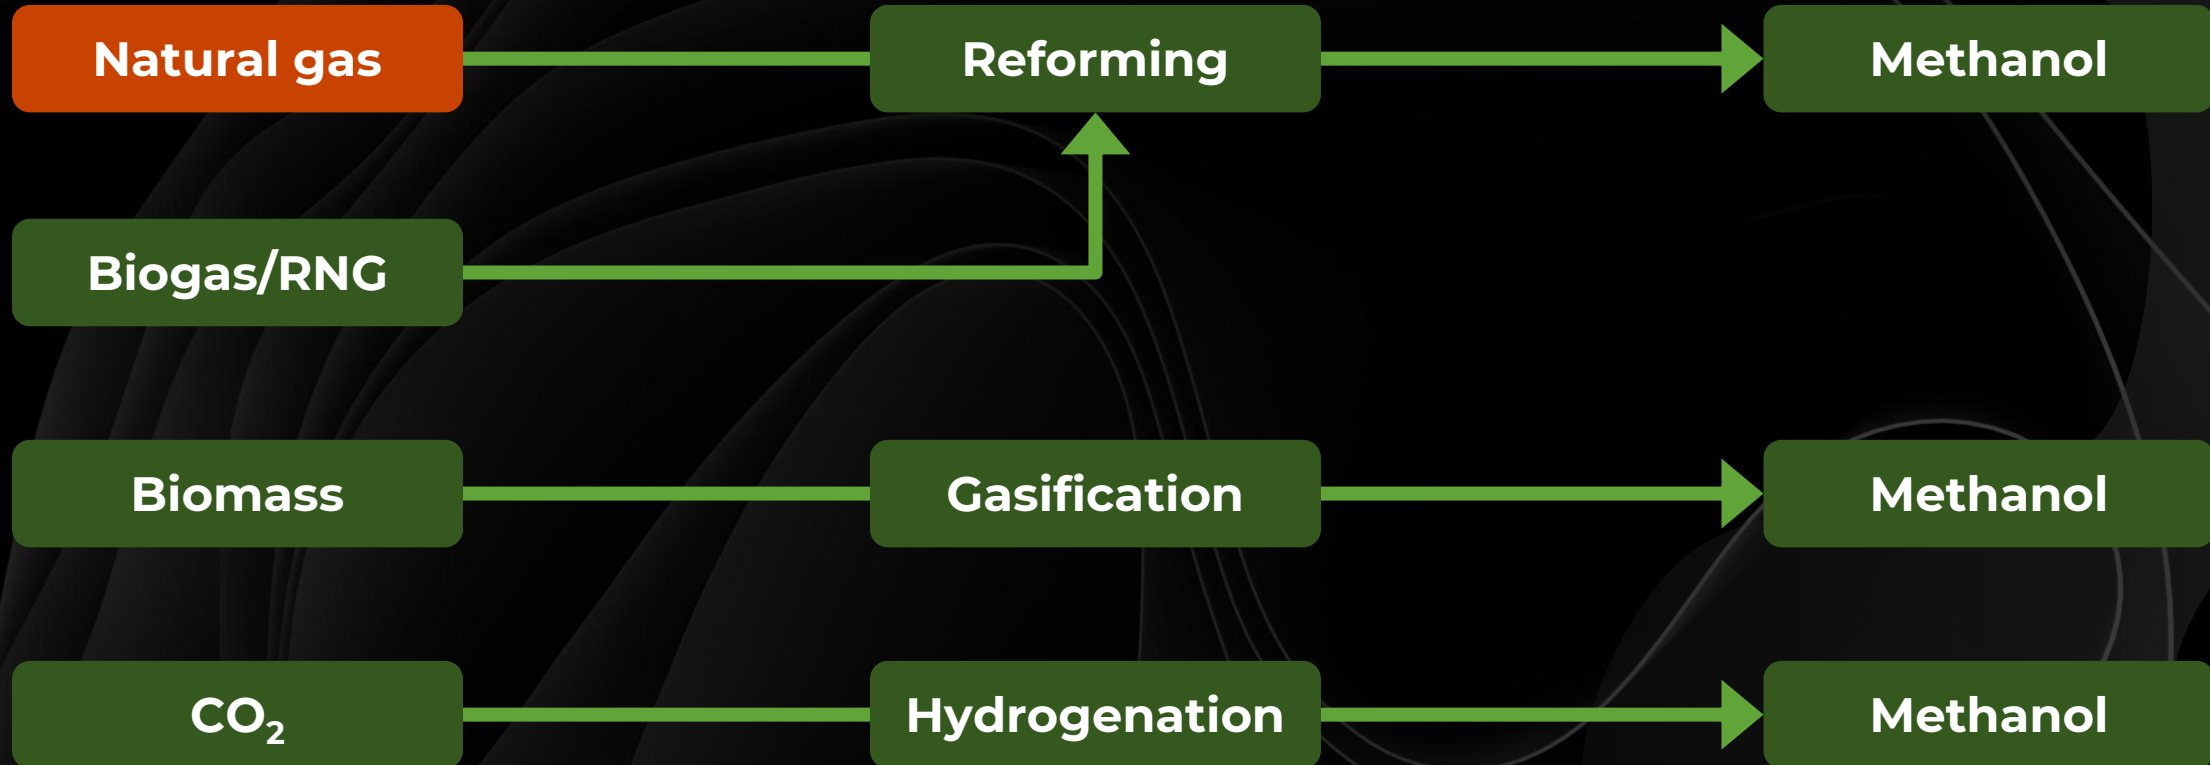 Natural gas
Reforming
Methanol
Biogas/RNG
Biomass
Gasification
Methanol
CO₂
Hydrogenation
Methanol